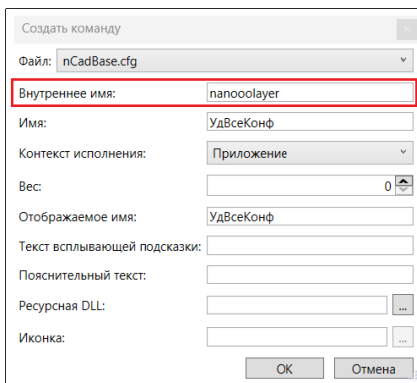 Создать команду
Файл: nCadBase.cfg
Внутреннее имя: nanooolayer
Имя: УдВсеКонф
Контекст исполнения: Приложение
Вес: 0
Отображаемое имя: УдВсеКонф
Текст всплывающей подсказки:
Пояснительный текст:
Ресурсная DLL: ...
Иконка: ...
ОК Отмена